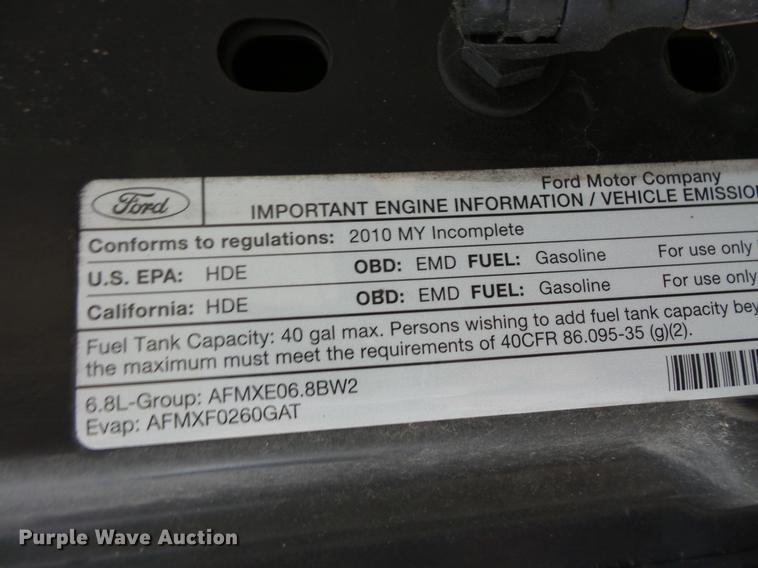 Ford
Ford Motor Company
IMPORTANT ENGINE INFORMATION / VEHICLE EMISSIO
Conforms to regulations: 2010 MY Incomplete
U.S. EPA: HDE OBD: EMD FUEL: Gasoline For use only
California: HDE OBD: EMD FUEL: Gasoline For use only
Fuel Tank Capacity: 40 gal max. Persons wishing to add fuel tank capacity bey
the maximum must meet the requirements of 40CFR 86.095-35 (g)(2).
6.8L-Group: AFMXE06.8BW2
Evap: AFMXF0260GAT
Purple Wave Auction